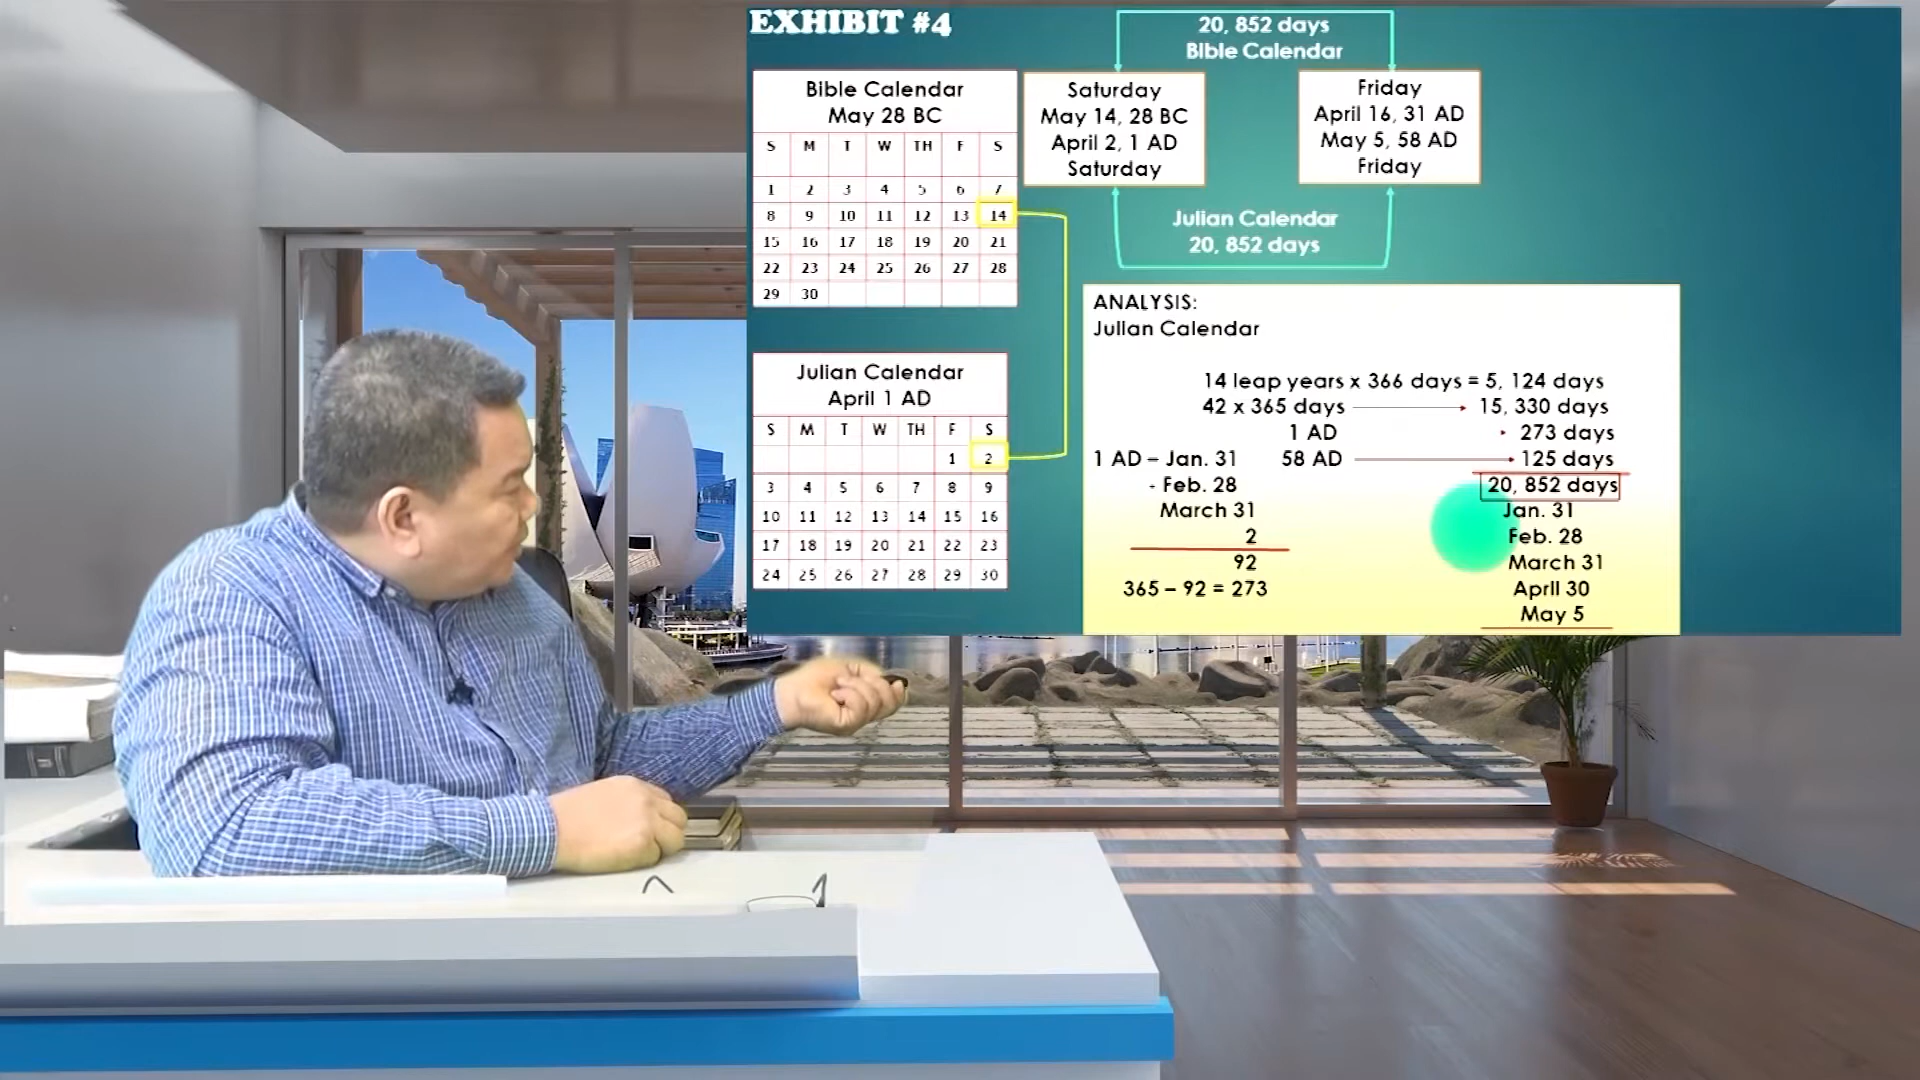 EXHIBIT #4
20, 852 days
Bible Calendar
Bible Calendar
May 28 BC
S M T W TH F S
1 2 3 4 5 6 7
8 9 10 11 12 13 14
15 16 17 18 19 20 21
22 23 24 25 26 27 28
29 30
Saturday
May 14, 28 BC
April 2, 1 AD
Saturday
Friday
April 16, 31 AD
May 5, 58 AD
Friday
Julian Calendar
20, 852 days
Julian Calendar
April 1 AD
S M T W TH F S
1 2
3 4 5 6 7 8 9
10 11 12 13 14 15 16
17 18 19 20 21 22 23
24 25 26 27 28 29 30
ANALYSIS:
Julian Calendar
14 leap years x 366 days = 5, 124 days
42 x 365 days 15, 330 days
1 AD 273 days
1 AD – Jan. 31 58 AD 125 days
- Feb. 28 20, 852 days
March 31 Jan. 31
2 Feb. 28
92 March 31
365 – 92 = 273 April 30
May 5